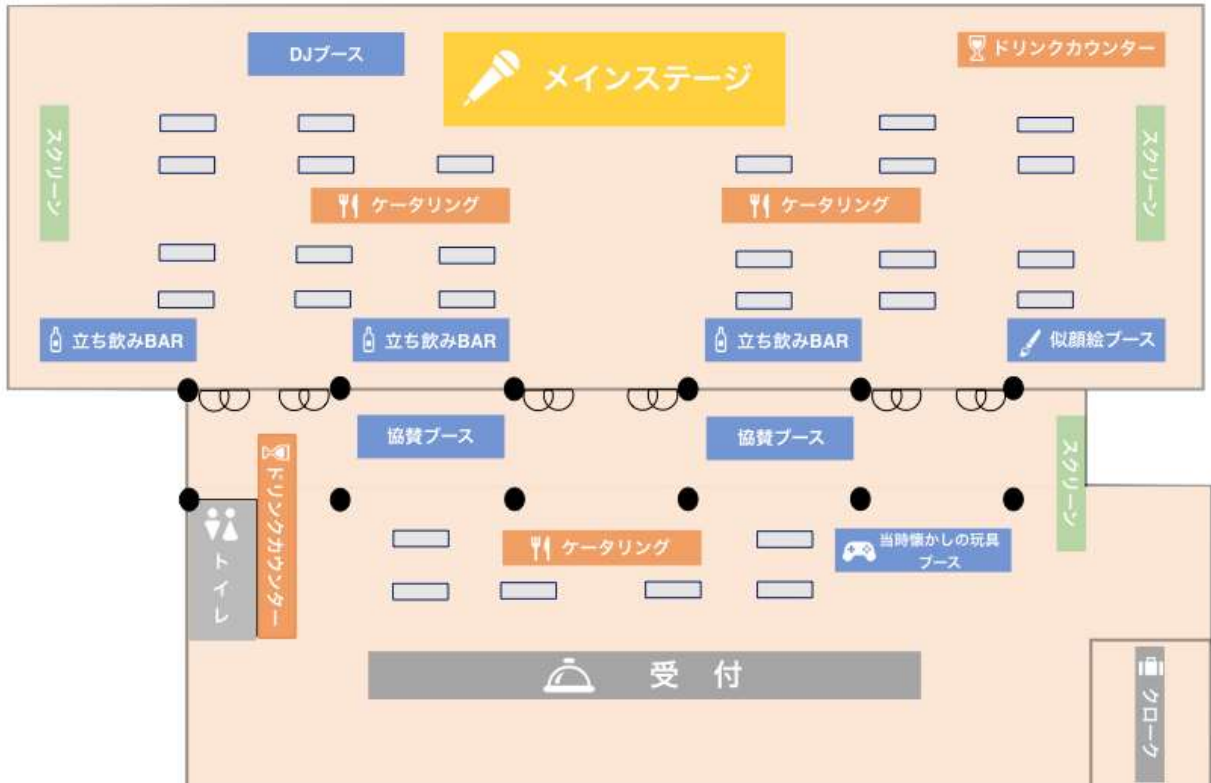 DJブース
メインステージ
ドリンクカウンター
スクリーン
スクリーン
ケータリング
ケータリング
立ち飲みBAR
立ち飲みBAR
立ち飲みBAR
似顔絵ブース
協賛ブース
協賛ブース
スクリーン
ドリンクカウンター
トイレ
ケータリング
当時懐かしの玩具
ブース
受付
クローク